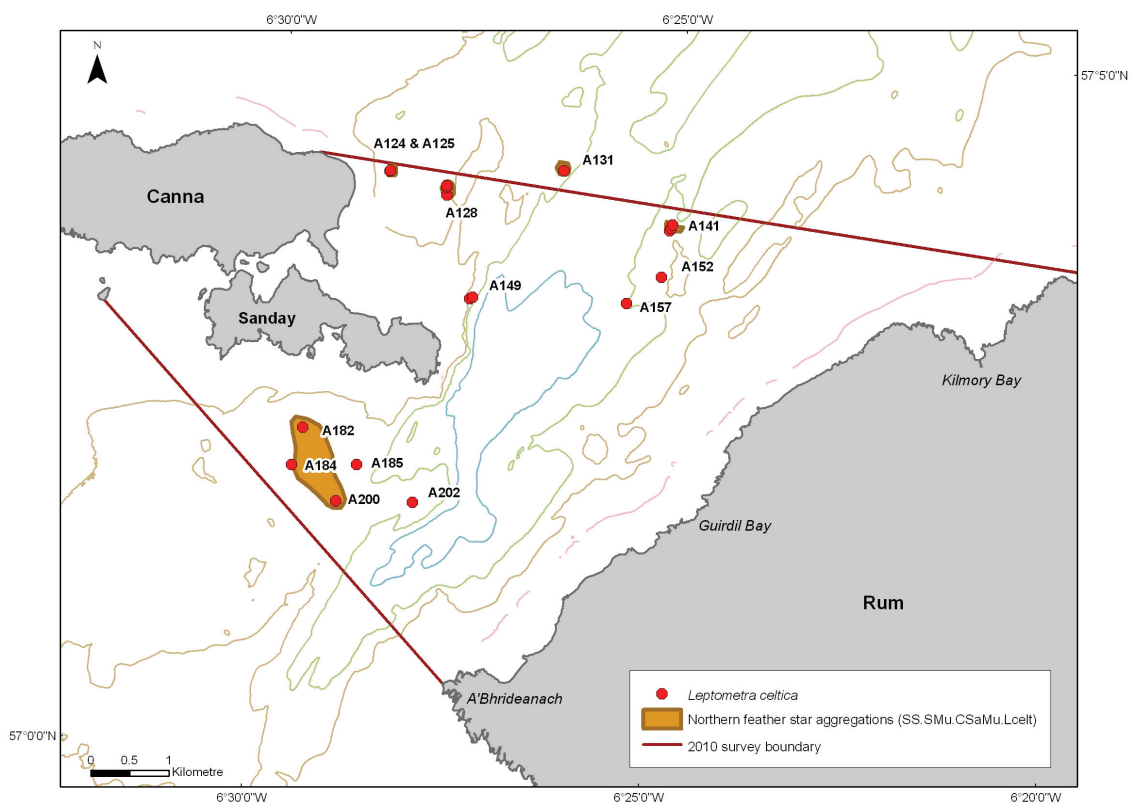 6°30'0"W
6°25'0"W
N
57°5'0"N
A124 & A125
A131
Canna
A128
A141
A152
A149
A157
Sanday
Kilmory Bay
A182
A184
A185
A200
A202
Guirdil Bay
Rum
A'Bhrideanach
Leptometra celtica
Northern feather star aggregations (SS.SMu.CSaMu.Lcelt)
2010 survey boundary
57°0'0"N
0 0.5 1
Kilometre
6°30'0"W
6°25'0"W
6°20'0"W